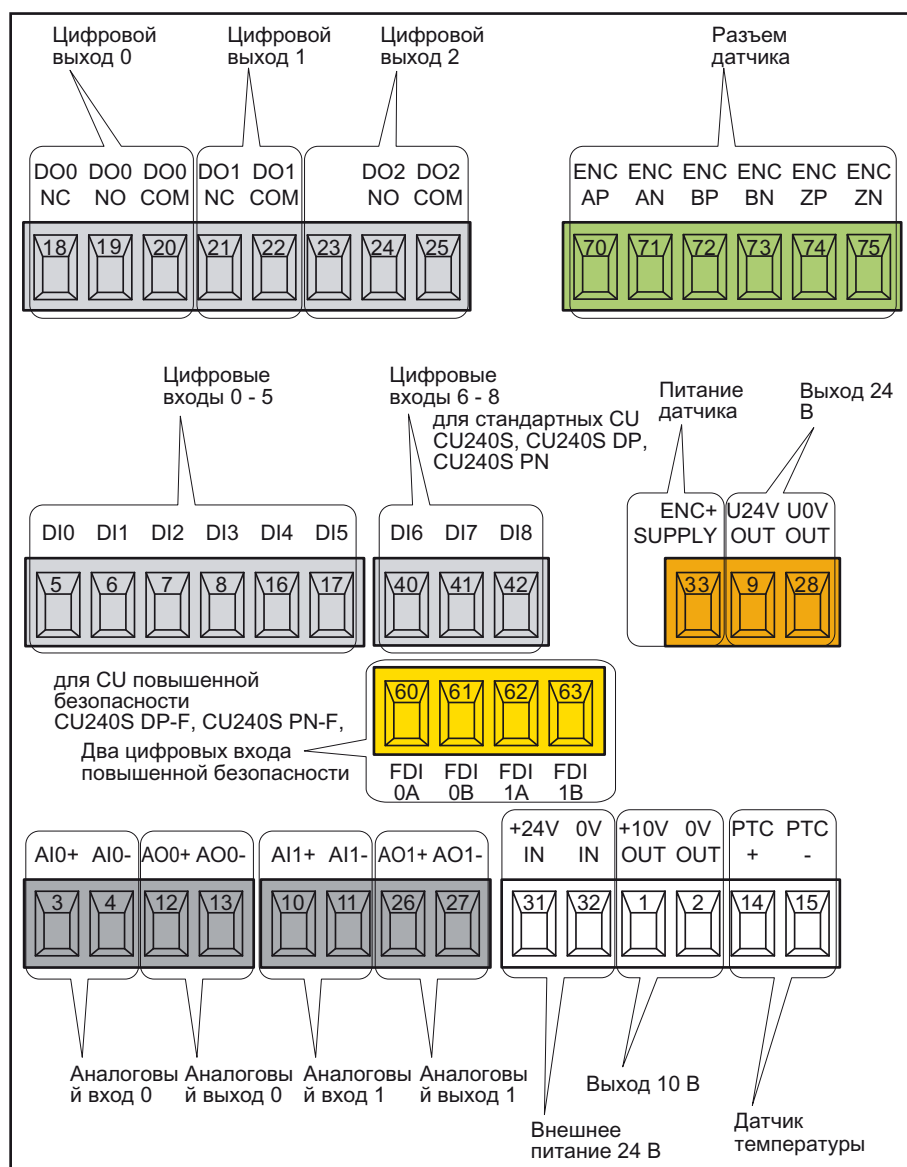 Цифровой
выход 0
Цифровой
выход 1
Цифровой
выход 2
Разъем
датчика
DO0 DO0 DO0 DO1 DO1 DO2 DO2
NC NO COM NC COM NO COM
ENC ENC ENC ENC ENC ENC
AP AN BP BN ZP ZN
18 19 20 21 22 23 24 25
70 71 72 73 74 75
Цифровые
входы 0 - 5
Цифровые
входы 6 - 8
для стандартных CU
CU240S, CU240S DP,
CU240S PN
Питание
датчика
Выход 24
В
DI0 DI1 DI2 DI3 DI4 DI5
DI6 DI7 DI8
ENC+ U24V U0V
SUPPLY OUT OUT
5 6 7 8 16 17
40 41 42
33 9 28
для CU повышенной
безопасности
CU240S DP-F, CU240S PN-F,
Два цифровых входа
повышенной безопасности
60 61 62 63
FDI FDI FDI FDI
0A 0B 1A 1B
AI0+ AI0- AO0+ AO0- AI1+ AI1- AO1+ AO1-
+24V 0V +10V 0V PTC PTC
IN IN OUT OUT + -
3 4 12 13 10 11 26 27
31 32 1 2 14 15
Аналоговы
й вход 0
Аналоговы
й выход 0
Аналоговы
й вход 1
Аналоговы
й выход 1
Внешнее
питание 24 В
Выход 10 В
Датчик
температуры